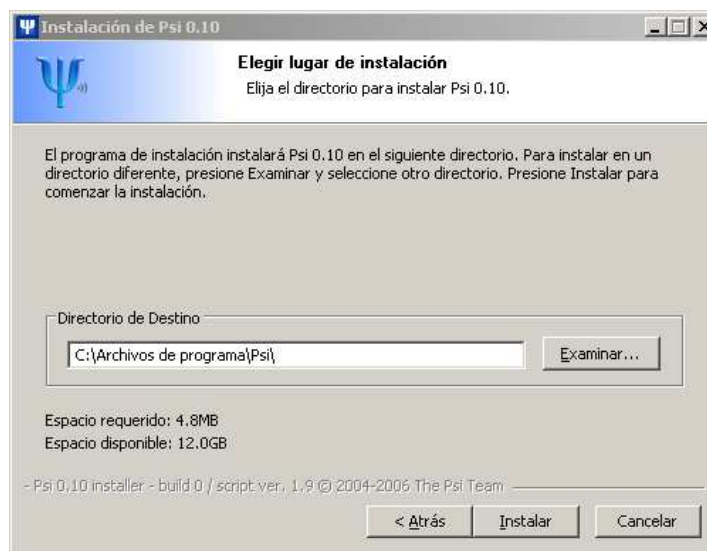 Instalación de Psi 0.10
Elegir lugar de instalación
Elija el directorio para instalar Psi 0.10.
El programa de instalación instalará Psi 0.10 en el siguiente directorio. Para instalar en un
directorio diferente, presione Examinar y seleccione otro directorio. Presione Instalar para
comenzar la instalación.
Directorio de Destino
C:\Archivos de programa\Psi\
Examinar...
Espacio requerido: 4.8MB
Espacio disponible: 12.0GB
- Psi 0.10 installer - build 0 / script ver. 1.9 © 2004-2006 The Psi Team
< Atrás
Instalar
Cancelar